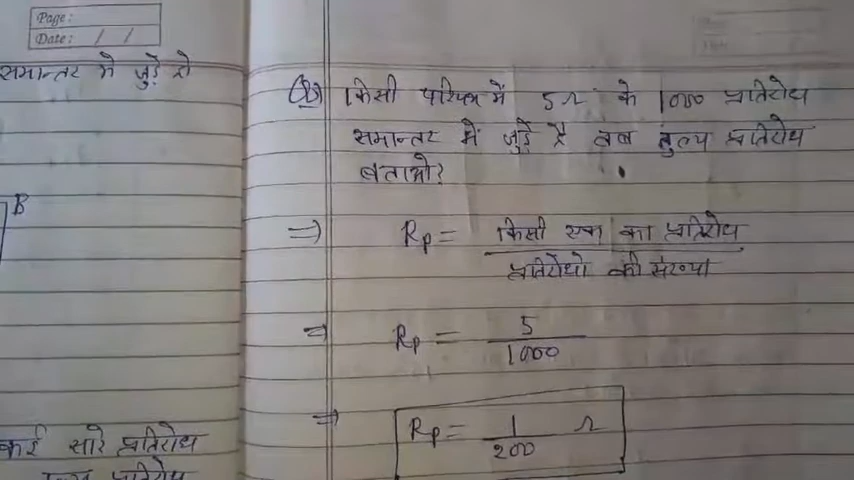 Page:
Date: / /
समान्तर मे जुड़े हो
B
कई सारे प्रतिरोध
तुल्य प्रतिरोध
Q) किसी परिपथ में 5Ω के 1000 प्रतिरोध
समान्तर में जुड़े है तब तुल्य प्रतिरोध
बताओ?
⇒ Rp = किसी एक का प्रतिरोध
प्रतिरोधो की संख्या
⇒ Rp = 5
1000
⇒ Rp = 1 Ω
200